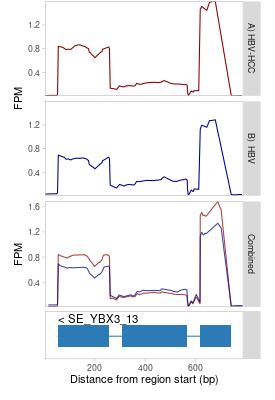 1.2
0.8
0.4
FPM
A) HBV-HCC
1.2
0.8
0.4
B) HBV
1.6
1.2
0.8
0.4
FPM
Combined
< SE_YBX3_13
200
400
600
Distance from region start (bp)